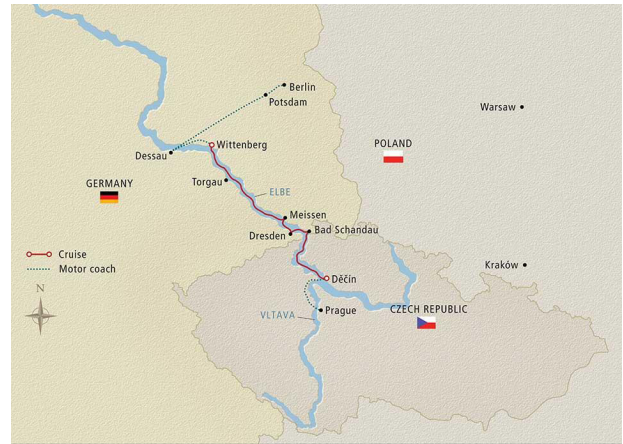 Berlin
Potsdam
Warsaw
Wittenberg
POLAND
Dessau
Torgau
GERMANY
ELBE
Meissen
Dresden
Bad Schandau
Cruise
Motor coach
Kraków
Děčín
N
VLTAVA
Prague
CZECH REPUBLIC